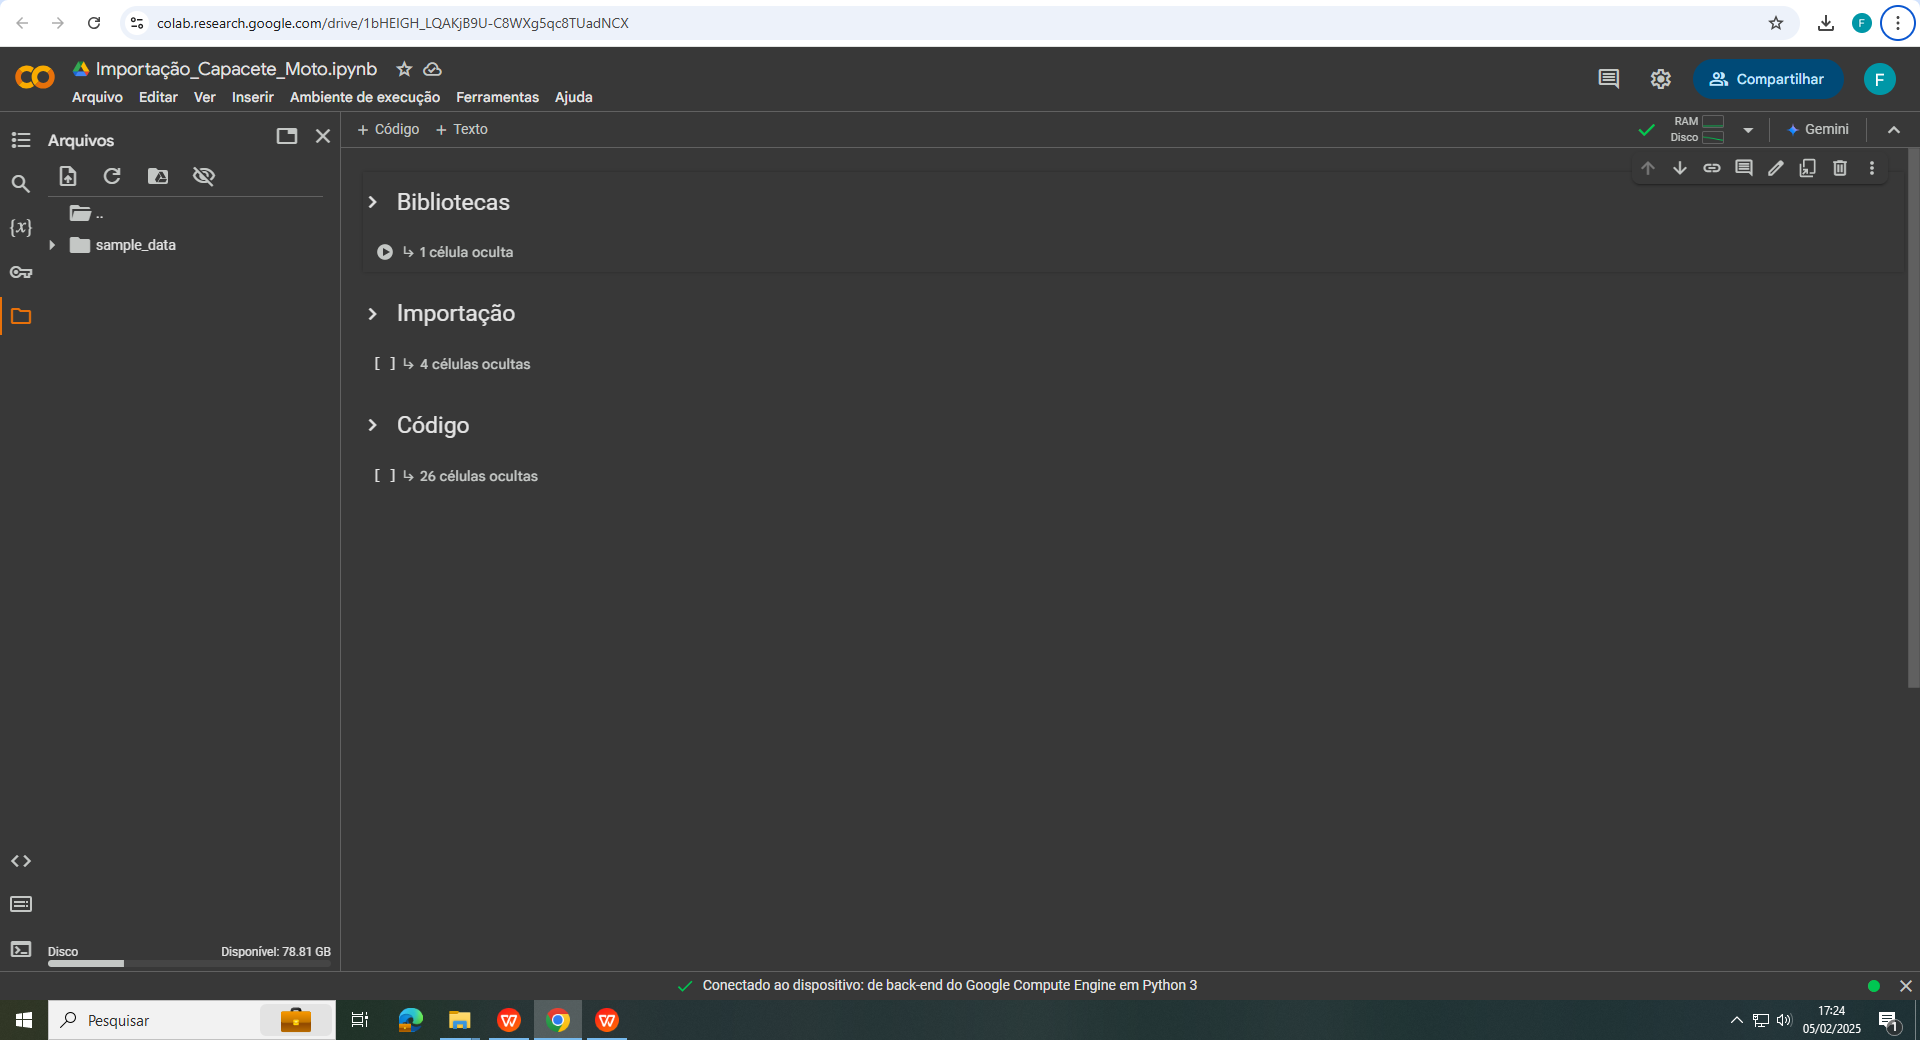 colab.research.google.com/drive/1bHEIGH_LQAKjB9U-C8WXg5qc8TUadNCX
F
Importação_Capacete_Moto.ipynb
Arquivo Editar Ver Inserir Ambiente de execução Ferramentas Ajuda
Compartilhar
F
Arquivos
+ Código + Texto
RAM
Disco
Gemini
..
sample_data
{x}
Bibliotecas
1 célula oculta
Importação
[ ] 4 células ocultas
Código
[ ] 26 células ocultas
Disco
Disponível: 78.81 GB
Conectado ao dispositivo: de back-end do Google Compute Engine em Python 3
Pesquisar
17:24
05/02/2025
1